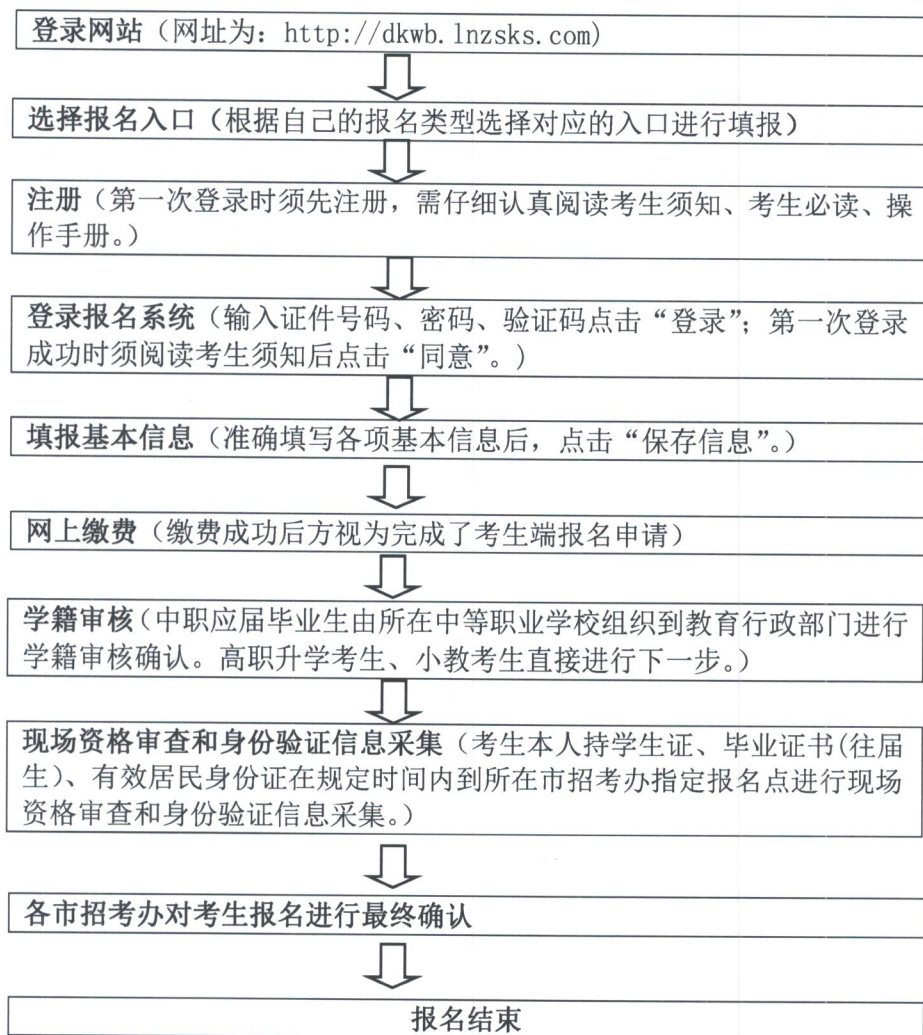 登录网站（网址为：http://dkwb.lnzsks.com）
选择报名入口（根据自己的报名类型选择对应的入口进行填报）
注册（第一次登录时须先注册，需仔细认真阅读考生须知、考生必读、操
作手册。）
登录报名系统（输入证件号码、密码、验证码点击“登录”；第一次登录
成功时须阅读考生须知后点击“同意”。）
填报基本信息（准确填写各项基本信息后，点击“保存信息”。）
网上缴费（缴费成功后方视为完成了考生端报名申请）
学籍审核（中职应届毕业生由所在中等职业学校组织到教育行政部门进行
学籍审核确认。高职升学考生、小教考生直接进行下一步。）
现场资格审查和身份验证信息采集（考生本人持学生证、毕业证书(往届
生)、有效居民身份证在规定时间内到所在市招考办指定报名点进行现场
资格审查和身份验证信息采集。）
各市招考办对考生报名进行最终确认
报名结束